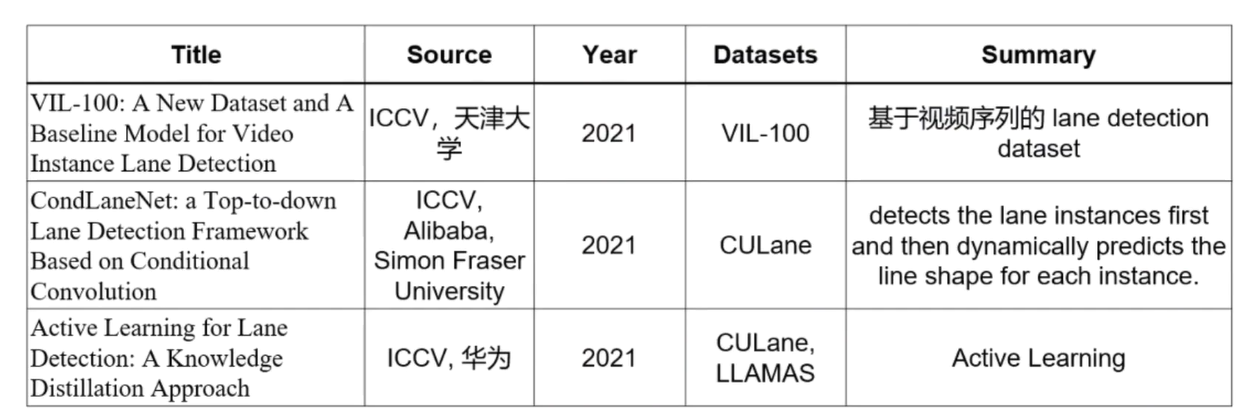 Title Source Year Datasets Summary
VIL-100: A New Dataset and A
Baseline Model for Video
Instance Lane Detection
ICCV，天津大
学
2021
VIL-100
基于视频序列的 lane detection
dataset
CondLaneNet: a Top-to-down
Lane Detection Framework
Based on Conditional
Convolution
ICCV,
Alibaba,
Simon Fraser
University
2021
CULane
detects the lane instances first
and then dynamically predicts the
line shape for each instance.
Active Learning for Lane
Detection: A Knowledge
Distillation Approach
ICCV, 华为
2021
CULane,
LLAMAS
Active Learning